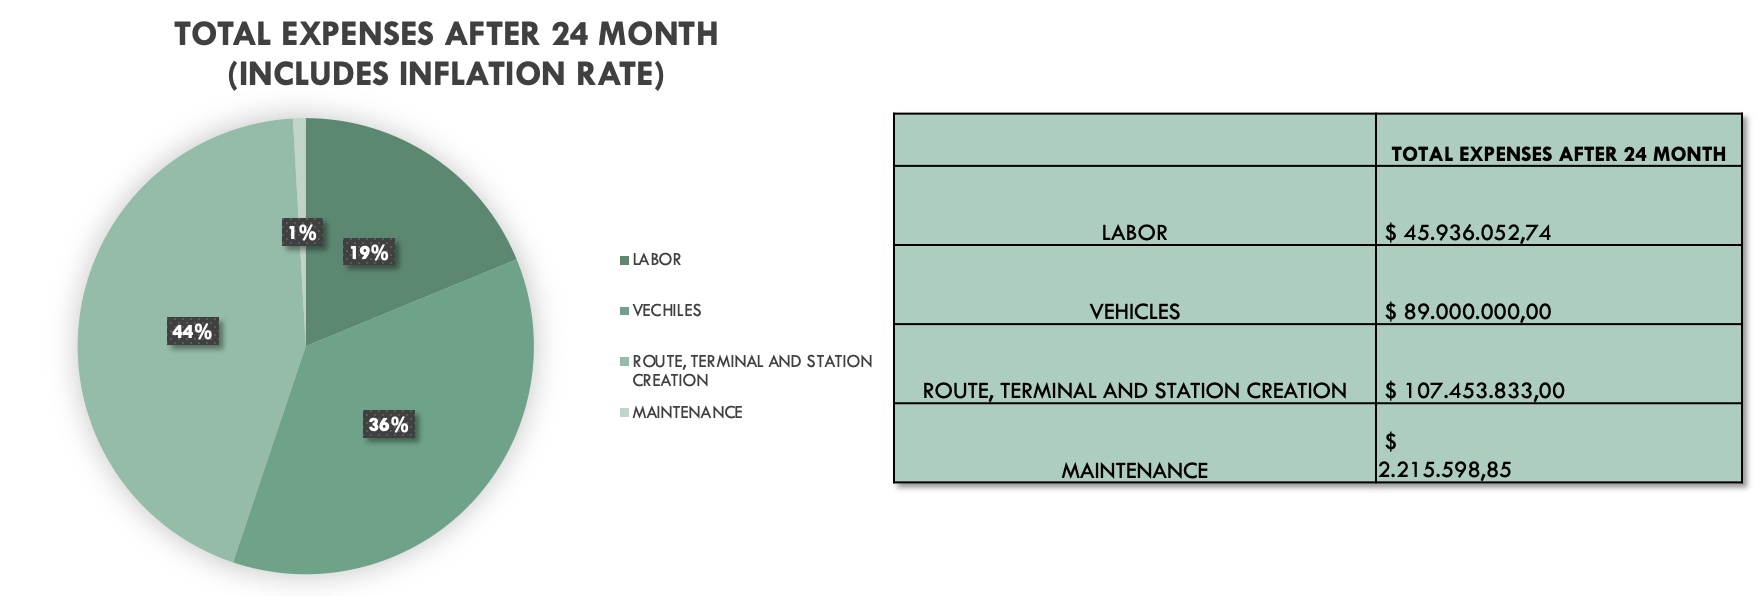 TOTAL EXPENSES AFTER 24 MONTH
(INCLUDES INFLATION RATE)
1%
19%
44%
36%
LABOR
VECHILES
ROUTE, TERMINAL AND STATION
CREATION
MAINTENANCE
TOTAL EXPENSES AFTER 24 MONTH
LABOR $ 45.936.052,74
VEHICLES $ 89.000.000,00
ROUTE, TERMINAL AND STATION CREATION $ 107.453.833,00
$
MAINTENANCE 2.215.598,85